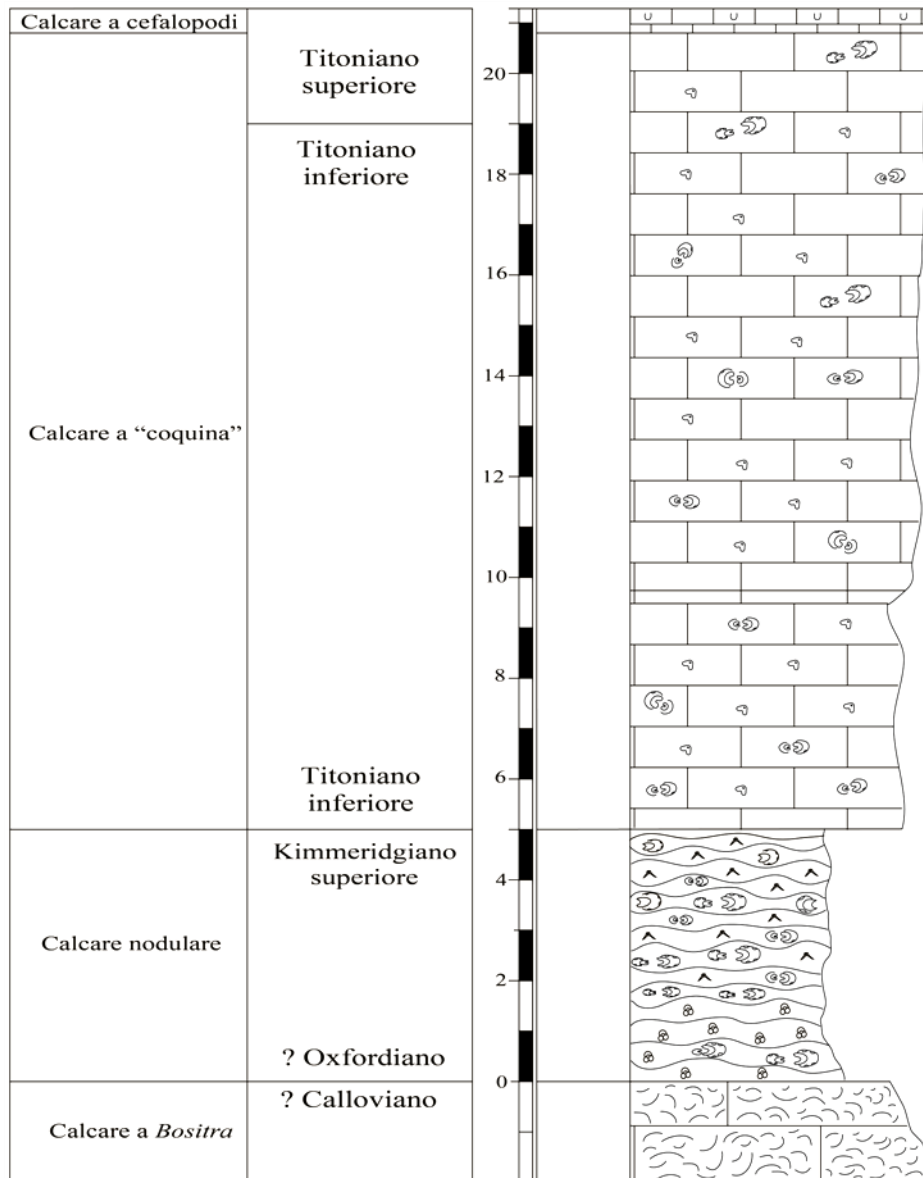 Calcare a cefalopodi
Titoniano
superiore
20
Titoniano
inferiore
18
16
14
Calcare a “coquina”
12
10
8
Titoniano
inferiore
6
Kimmeridgiano
superiore
4
Calcare nodulare
2
? Oxfordiano
0
? Calloviano
Calcare a Bositra